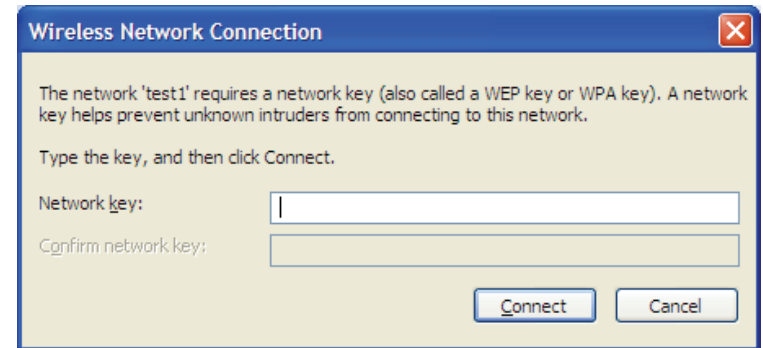 Wireless Network Connection
The network 'test1' requires a network key (also called a WEP key or WPA key). A network
key helps prevent unknown intruders from connecting to this network.
Type the key, and then click Connect.
Network key:
Confirm network key:
Connect Cancel